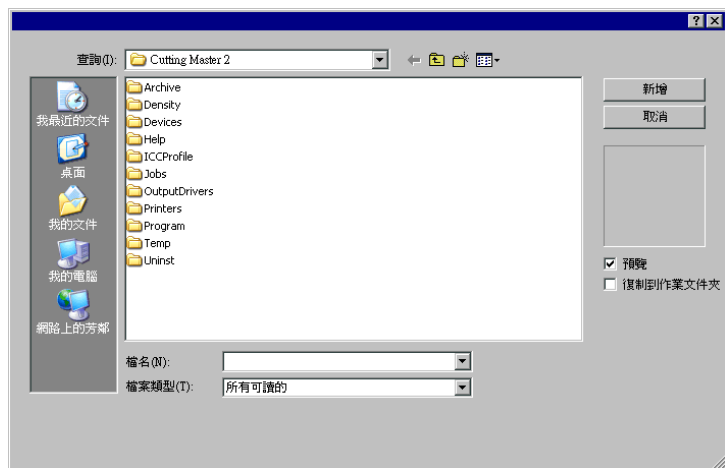 查詢(I): Cutting Master 2
我最近的文件
桌面
我的文件
我的電腦
網路上的芳鄰
Archive
Density
Devices
Help
ICCProfile
Jobs
OutputDrivers
Printers
Program
Temp
Uninst
新增
取消
預覽
復制到作業文件夾
檔名(N):
檔案類型(T): 所有可讀的